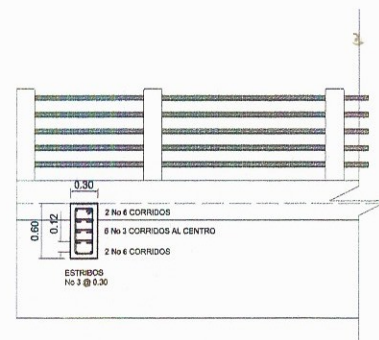 0.30
2 No 6 CORRIDOS
0.12
0.60
6 No 3 CORRIDOS AL CENTRO
2 No 6 CORRIDOS
ESTRIBOS
No 3 @ 0.30